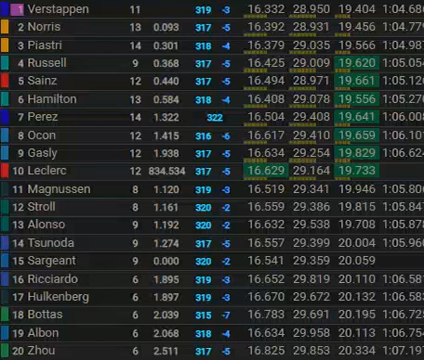 1 Verstappen 11 319 -3 16.332 28.950 19.404 1:04.68
2 Norris 13 0.093 317 -5 16.392 28.931 19.456 1:04.779
3 Piastri 14 0.301 318 -4 16.379 29.035 19.566 1:04.98
4 Russell 9 0.368 317 -5 16.425 29.009 19.620 1:05.05
5 Sainz 12 0.440 317 -5 16.494 28.971 19.661 1:05.12
6 Hamilton 13 0.584 318 -4 16.408 29.078 19.556 1:05.27
7 Perez 14 1.322 322 16.504 29.408 19.641 1:06.00
8 Ocon 12 1.415 316 -6 16.617 29.410 19.659 1:06.10
9 Gasly 12 1.938 317 -5 16.634 29.254 19.829 1:06.62
10 Leclerc 12 834.534 317 -5 16.629 29.164 19.733
11 Magnussen 8 1.120 319 -3 16.519 29.341 19.946 1:05.80
12 Stroll 8 1.161 320 -2 16.559 29.386 19.815 1:05.84
13 Alonso 9 1.192 320 -2 16.632 29.538 19.708 1:05.87
14 Tsunoda 9 1.274 317 -5 16.557 29.399 20.004 1:05.96
15 Sargeant 9 0.000 320 -2 16.541 29.359 20.059
16 Ricciardo 6 1.895 319 -3 16.652 29.819 20.110 1:06.58
17 Hulkenberg 6 1.897 319 -3 16.670 29.672 20.132 1:06.58
18 Bottas 6 2.039 315 -7 16.783 29.691 20.195 1:06.72
19 Albon 6 2.068 318 -4 16.634 29.958 20.113 1:06.75
20 Zhou 6 2.511 317 -5 16.825 29.853 20.334 1:07.19